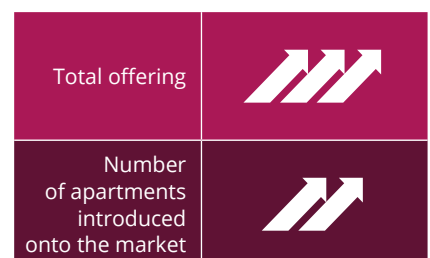 Total offering
Number
of apartments
introduced
onto the market